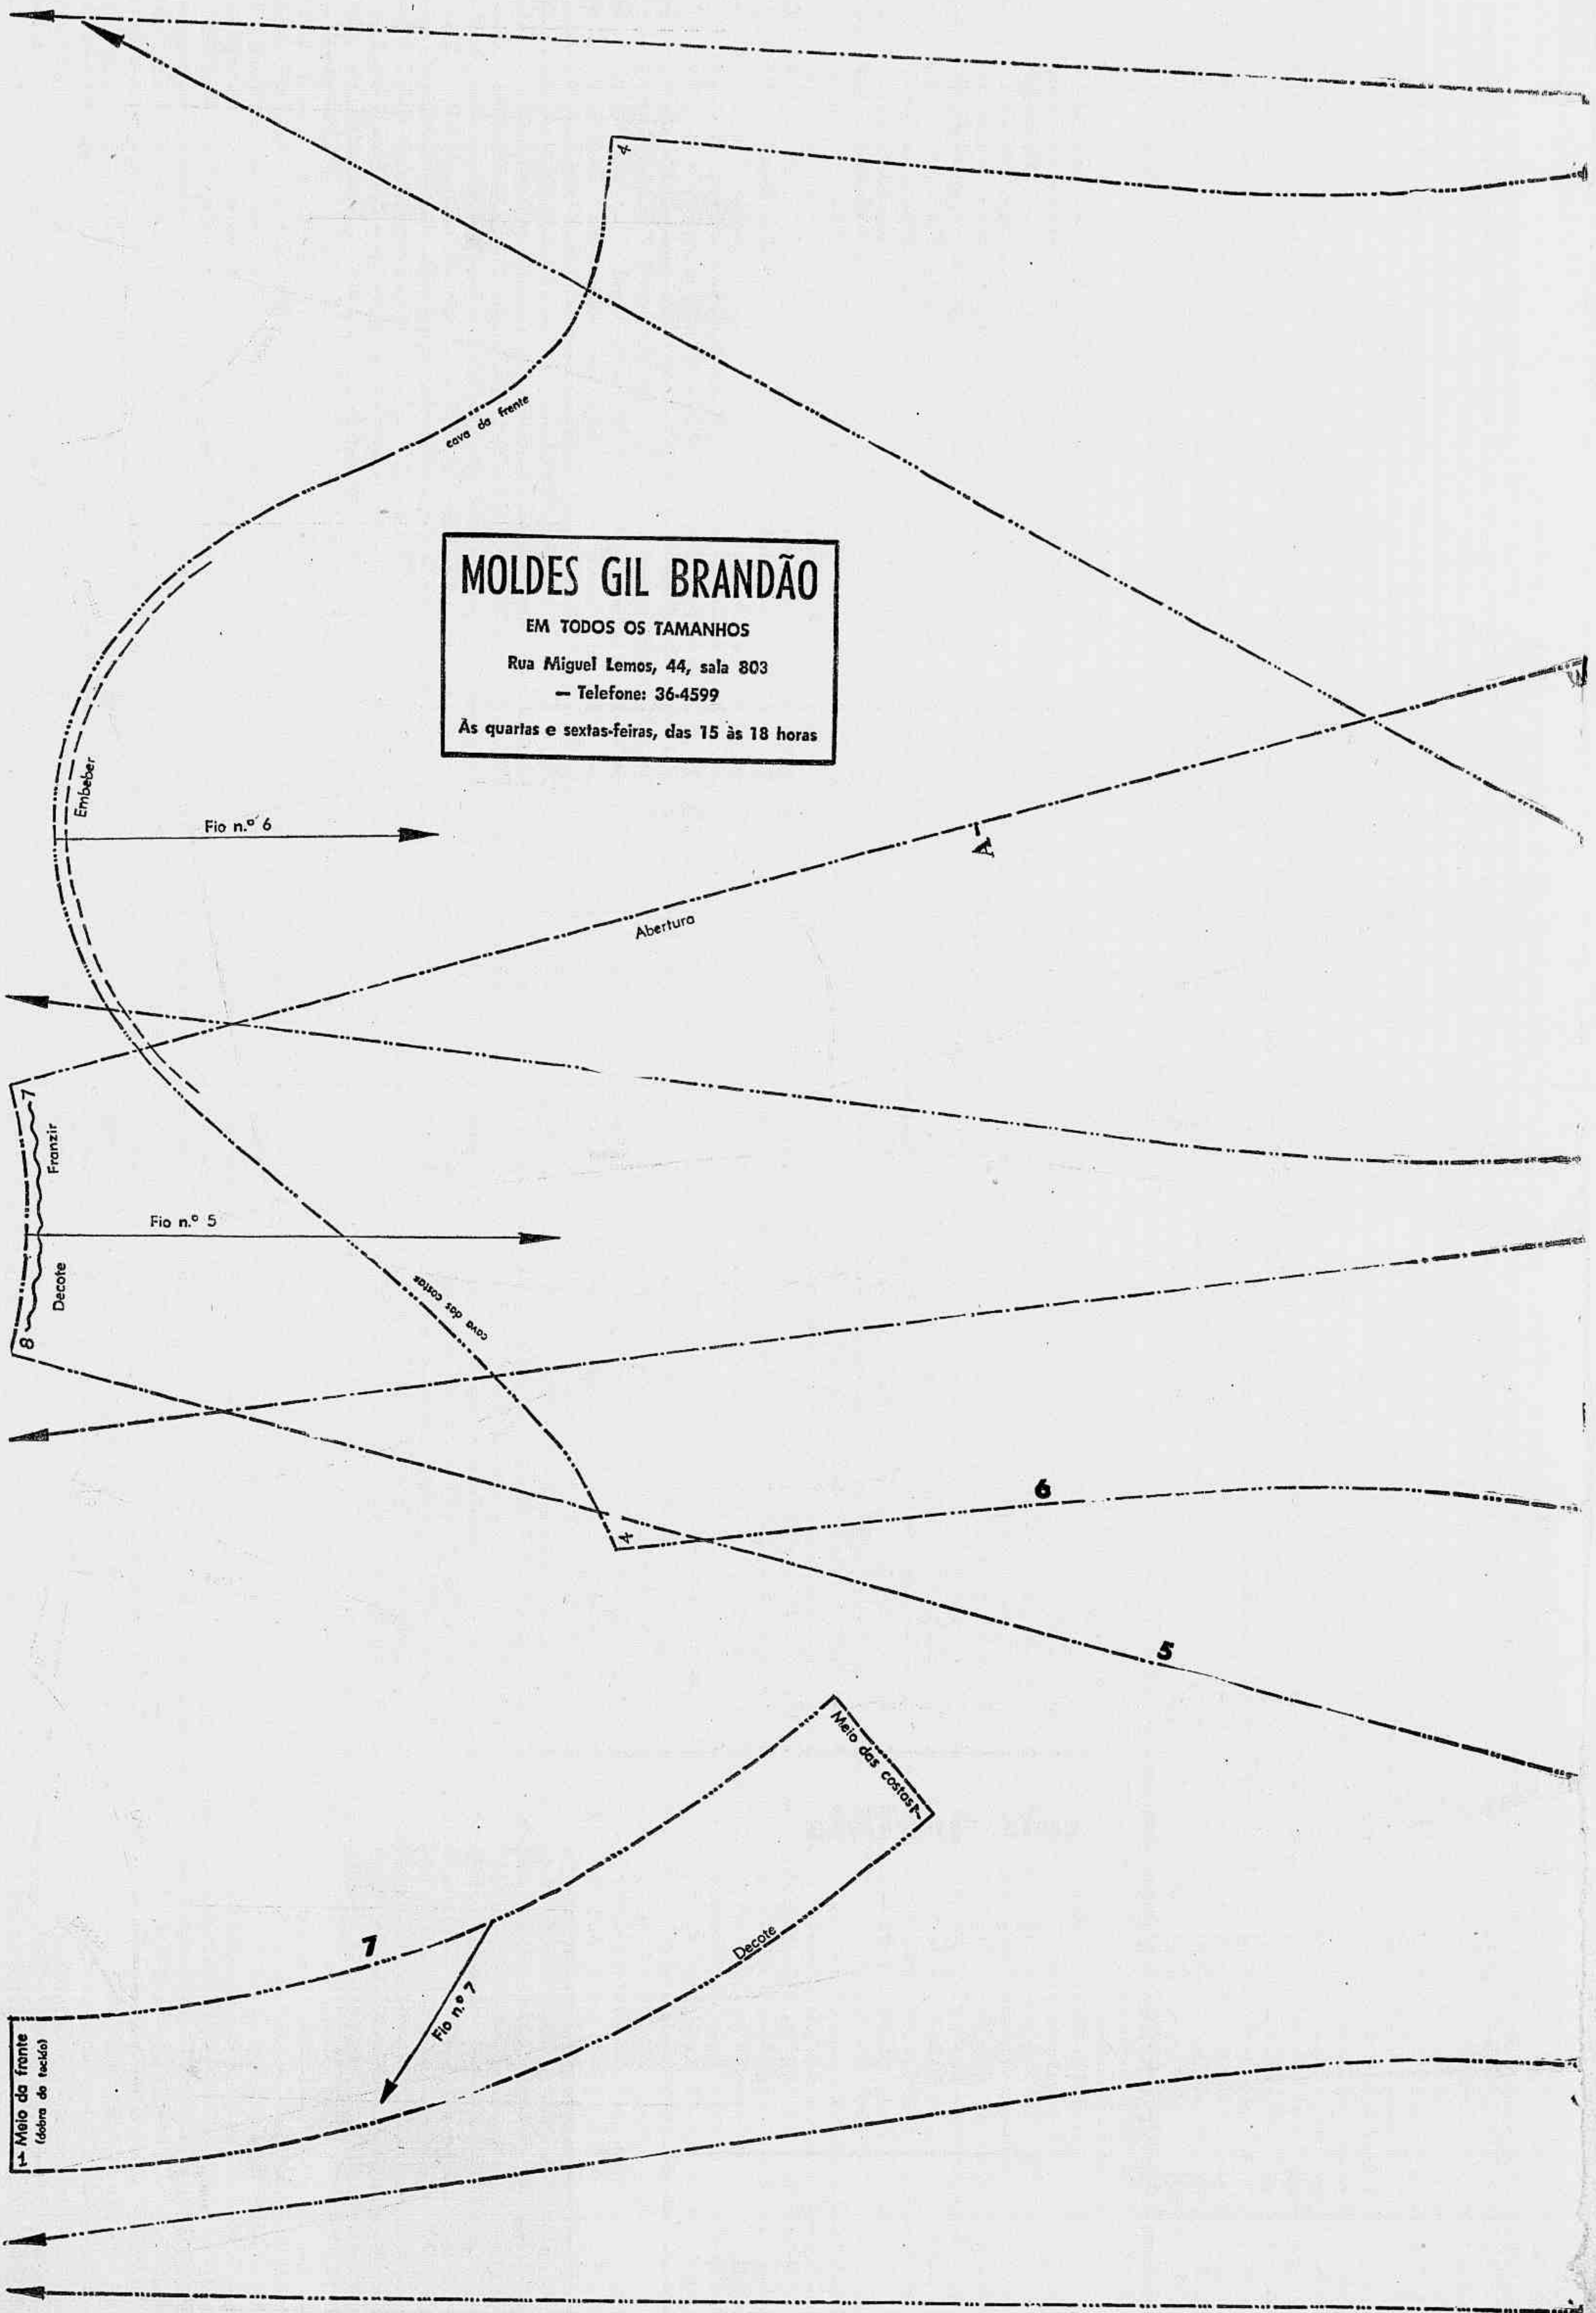 4
cava da frente
MOLDES GIL BRANDÃO
EM TODOS OS TAMANHOS
Rua Miguel Lemos, 44, sala 803
— Telefone: 36-4599
Às quartas e sextas-feiras, das 15 às 18 horas
Embeber
Fio n.º 6
A
Abertura
7
Franzir
Fio n.º 5
Decote
8
cava das costas
6
4
5
Meio das costas
7
7
Decote
Fio n.º 7
1 Meio da frente
(dobra do tecido)